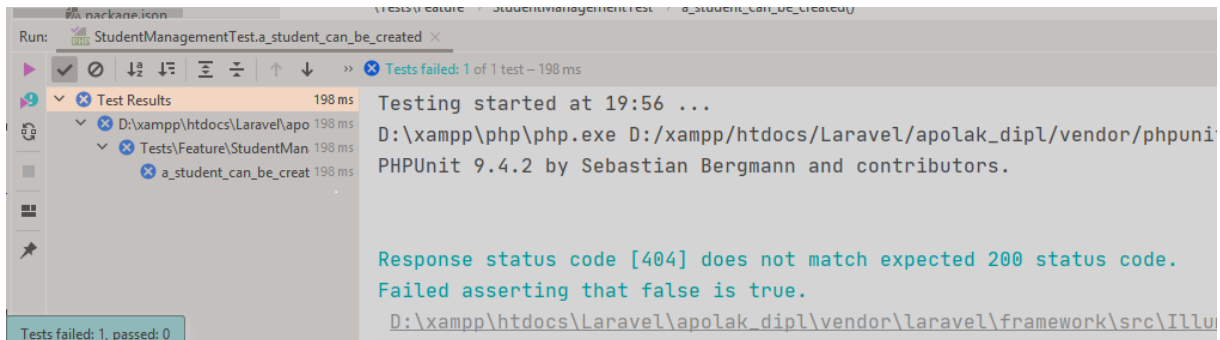 package.json
\Tests\Feature › StudentManagementTest › a_student_can_be_created()
Run: StudentManagementTest.a_student_can_be_created ×
» Tests failed: 1 of 1 test – 198 ms
Test Results 198 ms
D:\xampp\htdocs\Laravel\apo 198 ms
Tests\Feature\StudentMan 198 ms
a_student_can_be_creat 198 ms
Testing started at 19:56 ...
D:\xampp\php\php.exe D:/xampp/htdocs/Laravel/apolak_dipl/vendor/phpunit
PHPUnit 9.4.2 by Sebastian Bergmann and contributors.
Response status code [404] does not match expected 200 status code.
Failed asserting that false is true.
D:\xampp\htdocs\Laravel\apolak_dipl\vendor\laravel\framework\src\Illu
Tests failed: 1, passed: 0